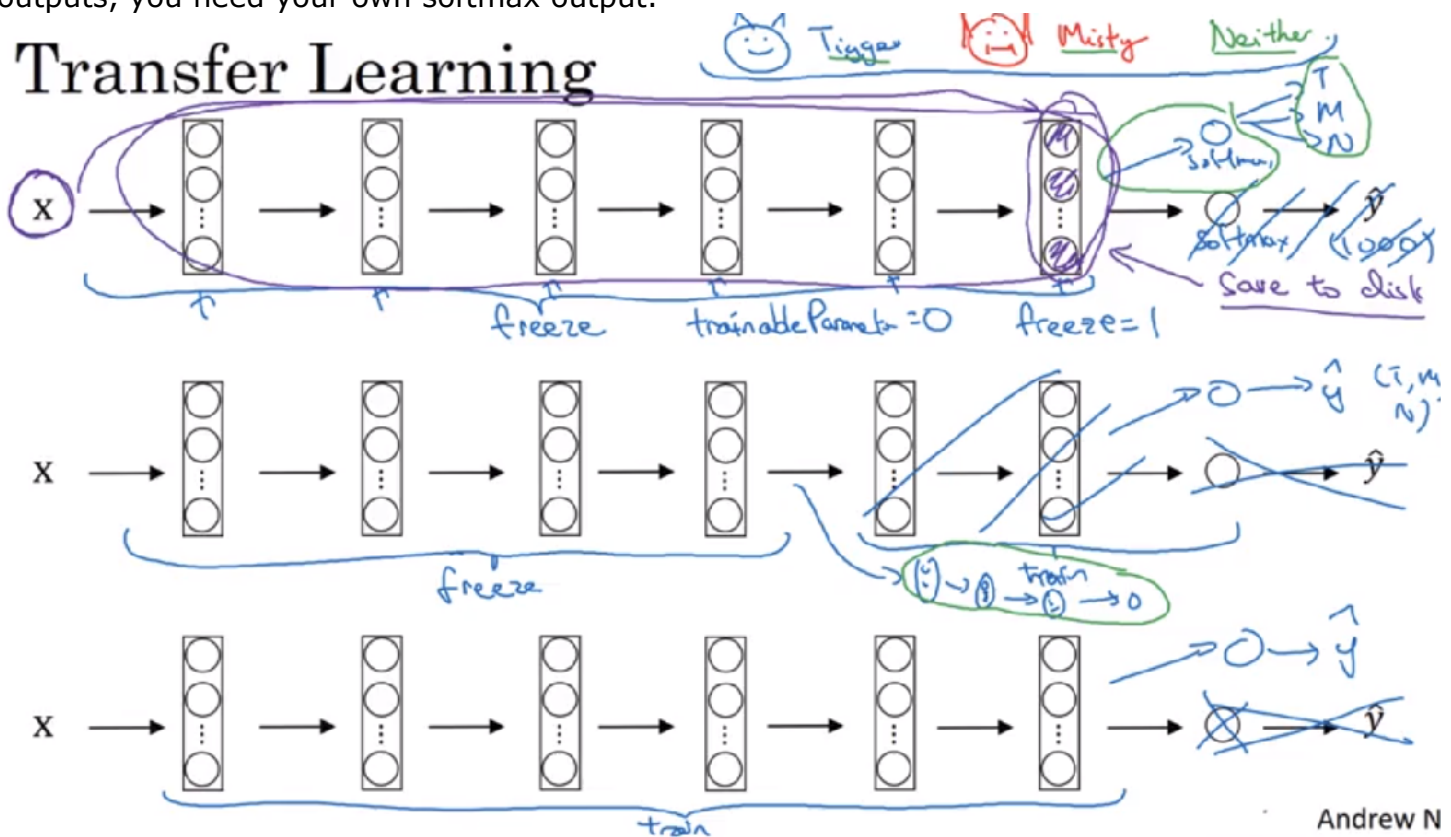 outputs, you need your own softmax output.
Tigger Misty Neither
Transfer Learning
T
M
N
softmax
x
ŷ
softmax (1000)
Save to disk
freeze trainableParameter=0 freeze=1
ŷ (T, M,
N)
x
ŷ
train
freeze
ŷ
x
ŷ
train
Andrew N